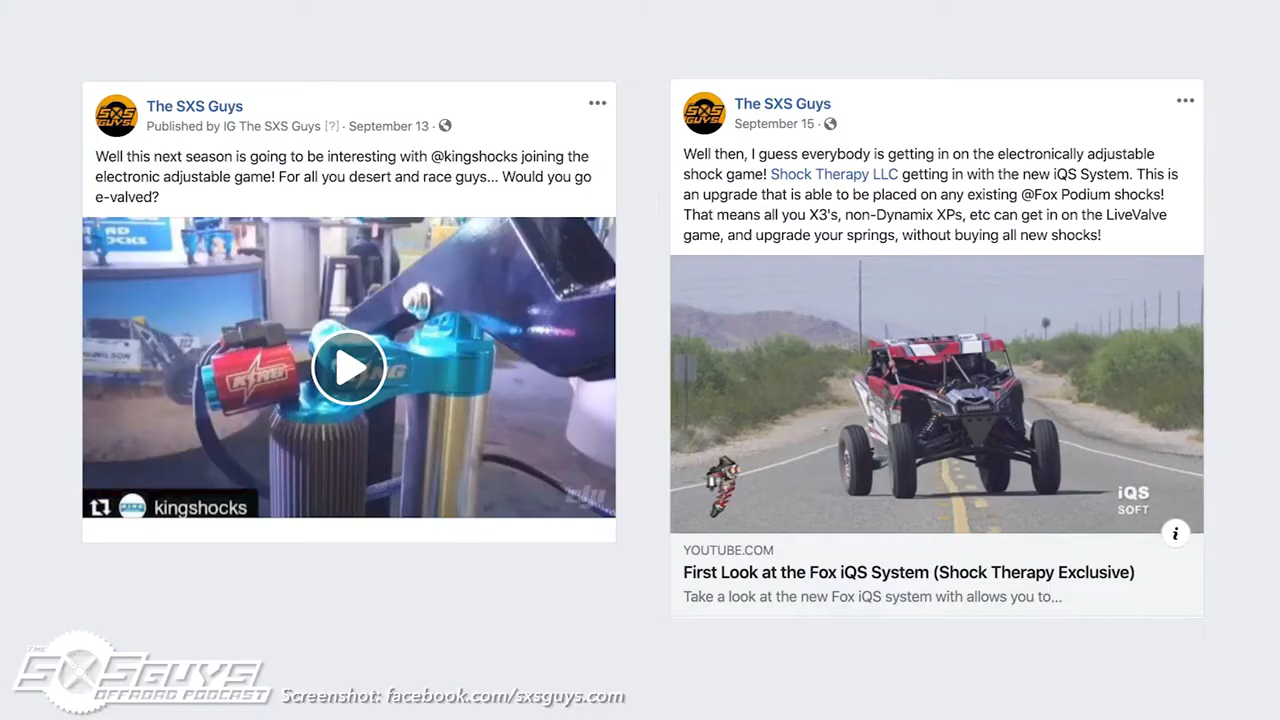 The SXS Guys
Published by IG The SXS Guys [?] · September 13 ·
Well this next season is going to be interesting with @kingshocks joining the
electronic adjustable game! For all you desert and race guys... Would you go
e-valved?
KING
KING
kingshocks
The SXS Guys
September 15 ·
Well then, I guess everybody is getting in on the electronically adjustable
shock game! Shock Therapy LLC getting in with the new iQS System. This is
an upgrade that is able to be placed on any existing @Fox Podium shocks!
That means all you X3's, non-Dynamix XPs, etc can get in on the LiveValve
game, and upgrade your springs, without buying all new shocks!
iQS
SOFT
YOUTUBE.COM
First Look at the Fox iQS System (Shock Therapy Exclusive)
Take a look at the new Fox iQS system with allows you to...
THE
SXS GUYS
OFFROAD PODCAST
Screenshot: facebook.com/sxsguys.com